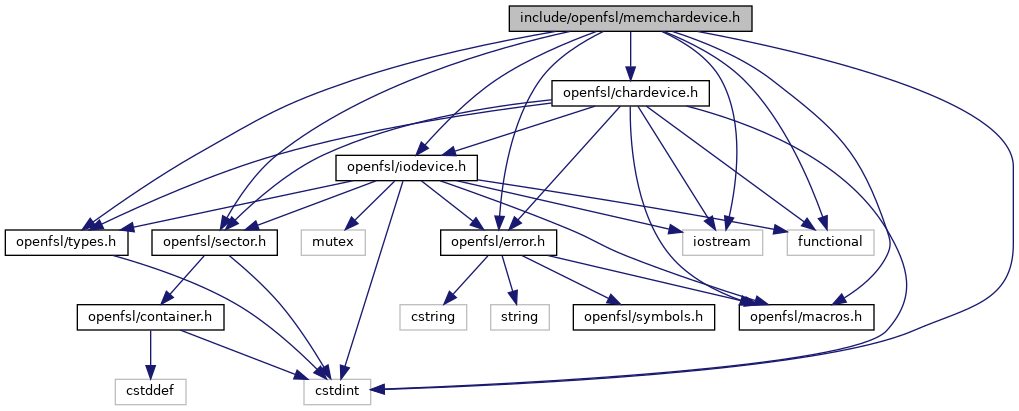 include/openfsl/memchardevice.h
openfsl/chardevice.h
openfsl/iodevice.h
openfsl/types.h
openfsl/sector.h
mutex
openfsl/error.h
iostream
functional
openfsl/container.h
cstring
string
openfsl/symbols.h
openfsl/macros.h
cstddef
cstdint